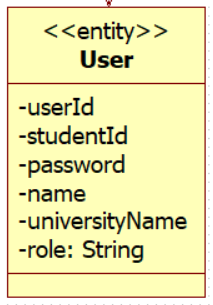 <<entity>>
User
-userId
-studentId
-password
-name
-universityName
-role: String